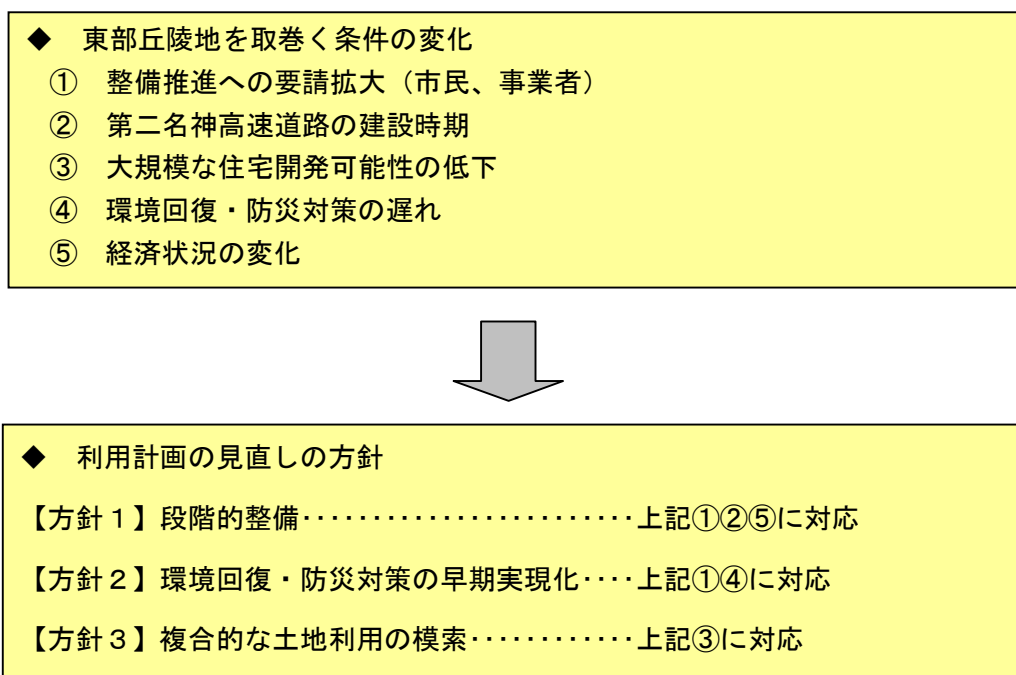 ◆ 東部丘陵地を取巻く条件の変化
① 整備推進への要請拡大（市民、事業者）
② 第二名神高速道路の建設時期
③ 大規模な住宅開発可能性の低下
④ 環境回復・防災対策の遅れ
⑤ 経済状況の変化
◆ 利用計画の見直しの方針
【方針１】段階的整備････････････････････････上記①②⑤に対応
【方針２】環境回復・防災対策の早期実現化････上記①④に対応
【方針３】複合的な土地利用の模索････････････上記③に対応